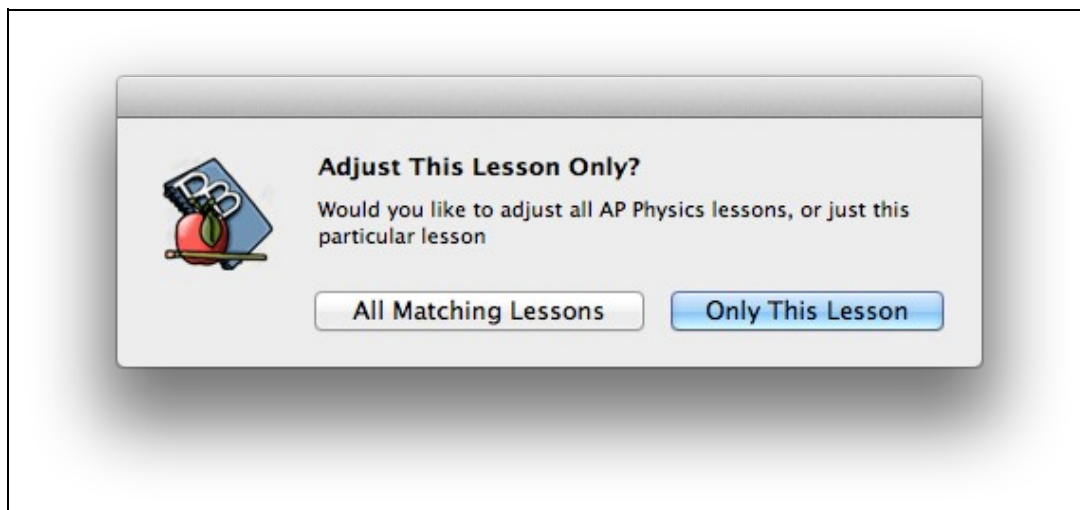 Adjust This Lesson Only?
Would you like to adjust all AP Physics lessons, or just this
particular lesson
All Matching Lessons
Only This Lesson